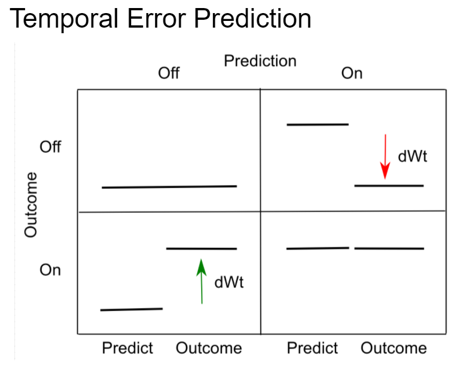 Temporal Error Prediction
Prediction
Off On
Outcome
Off
dWt
On
dWt
Predict Outcome Predict Outcome